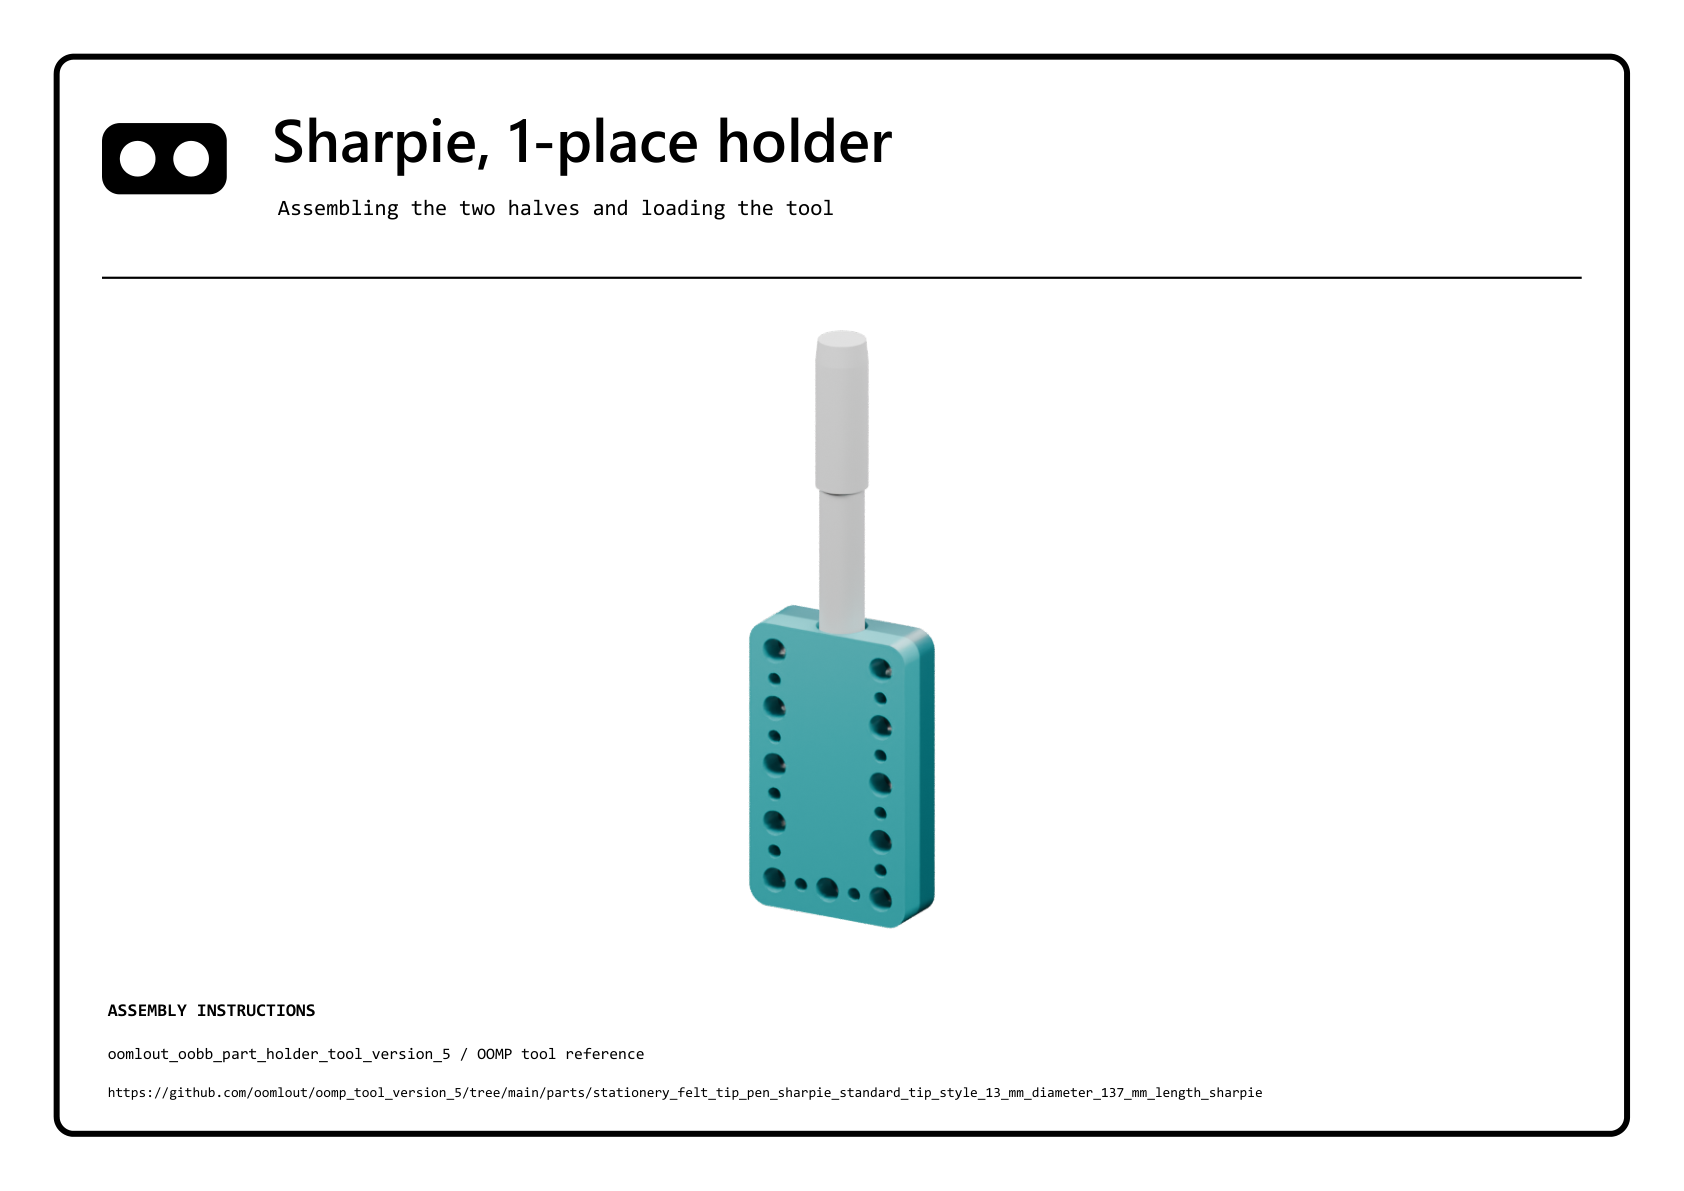 Sharpie, 1-place holder
Assembling the two halves and loading the tool
ASSEMBLY INSTRUCTIONS
oomlout_oobb_part_holder_tool_version_5 / OOMP tool reference
https://github.com/oomlout/oomp_tool_version_5/tree/main/parts/stationery_felt_tip_pen_sharpie_standard_tip_style_13_mm_diameter_137_mm_length_sharpie